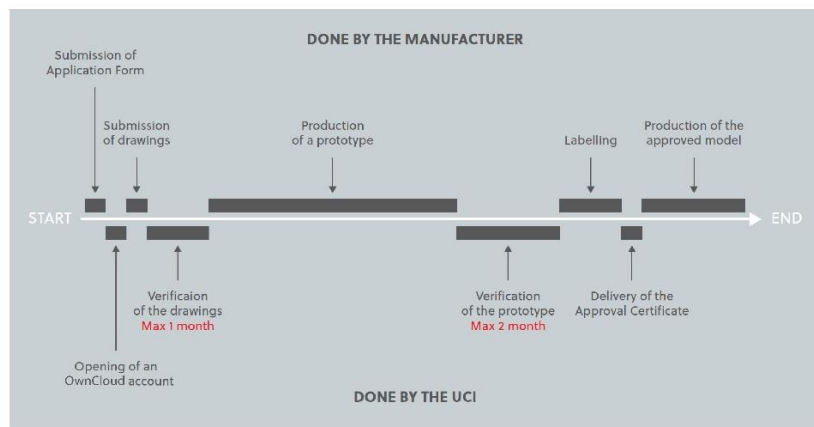 DONE BY THE MANUFACTURER
Submission of
Application Form
Submission
of drawings
Production
of a prototype
Labelling
Production of the
approved model
START
END
Verificaion
of the drawings
Max 1 month
Verification
of the prototype
Max 2 month
Delivery of the
Approval Certificate
Opening of an
OwnCloud account
DONE BY THE UCI